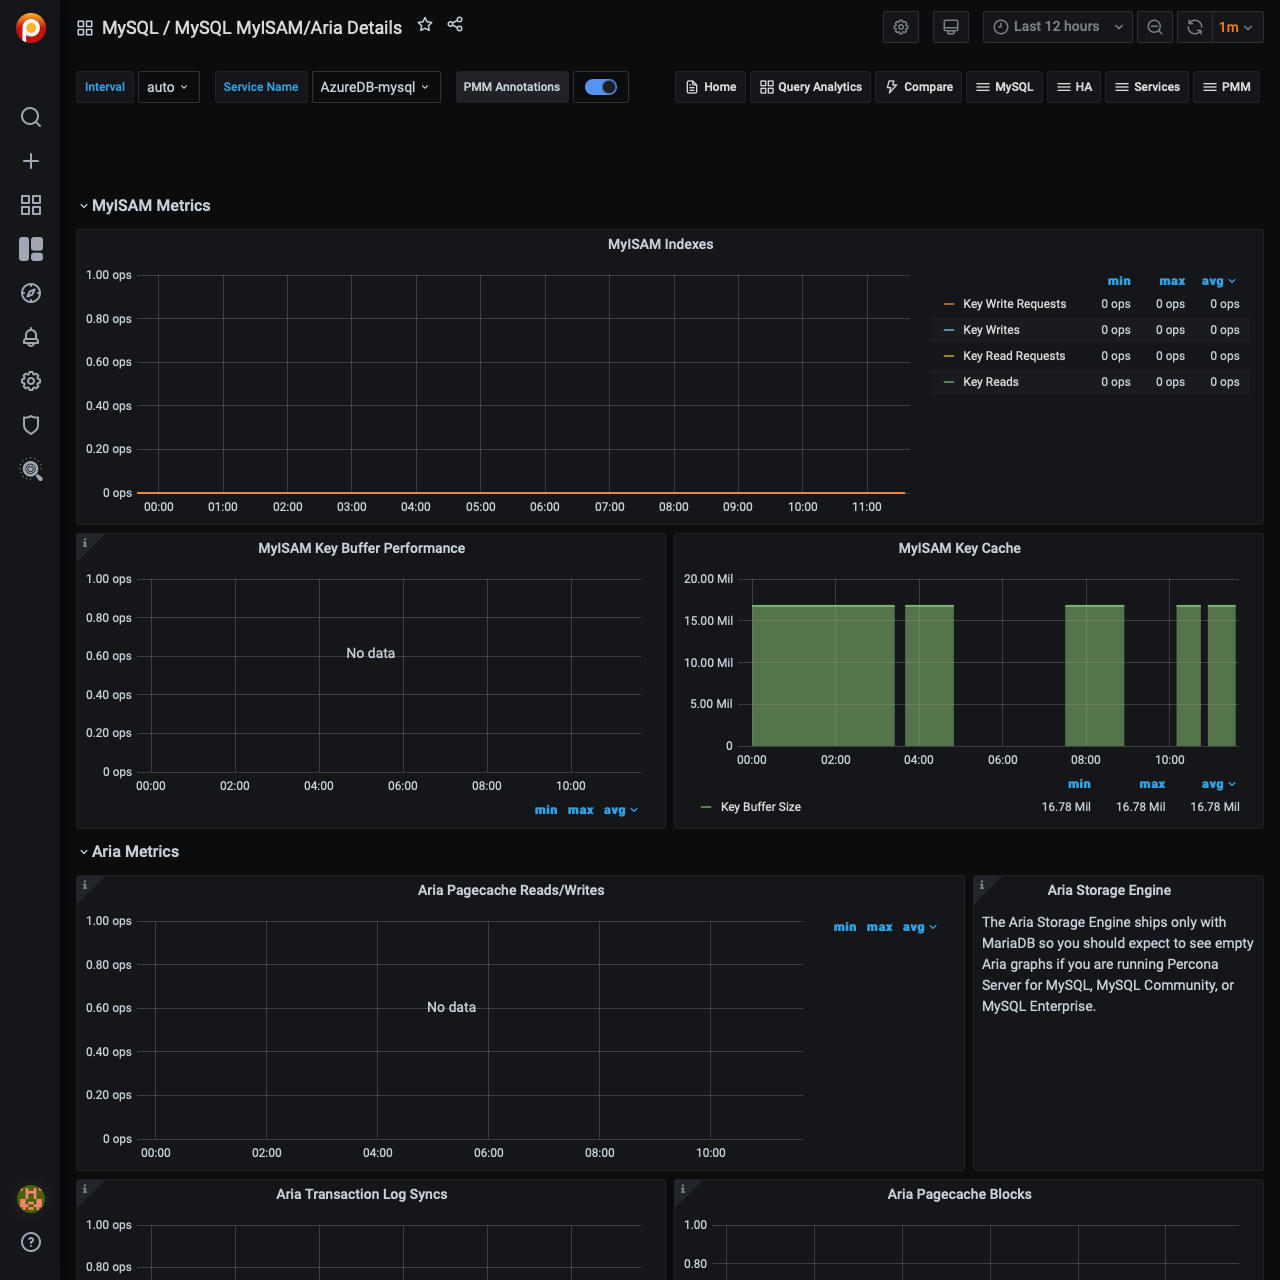 MySQL / MySQL MyISAM/Aria Details
Last 12 hours
1m
Interval auto Service Name AzureDB-mysql PMM Annotations
Home Query Analytics Compare MySQL HA Services PMM
MyISAM Metrics
MyISAM Indexes
1.00 ops
0.80 ops
0.60 ops
0.40 ops
0.20 ops
0 ops
00:00 01:00 02:00 03:00 04:00 05:00 06:00 07:00 08:00 09:00 10:00 11:00
min max avg
Key Write Requests 0 ops 0 ops 0 ops
Key Writes 0 ops 0 ops 0 ops
Key Read Requests 0 ops 0 ops 0 ops
Key Reads 0 ops 0 ops 0 ops
MyISAM Key Buffer Performance
1.00 ops
0.80 ops
0.60 ops
0.40 ops
0.20 ops
0 ops
No data
00:00 02:00 04:00 06:00 08:00 10:00
min max avg
MyISAM Key Cache
20.00 Mil
15.00 Mil
10.00 Mil
5.00 Mil
0
00:00 02:00 04:00 06:00 08:00 10:00
min max avg
Key Buffer Size 16.78 Mil 16.78 Mil 16.78 Mil
Aria Metrics
Aria Pagecache Reads/Writes
1.00 ops
0.80 ops
0.60 ops
0.40 ops
0.20 ops
0 ops
No data
00:00 02:00 04:00 06:00 08:00 10:00
min max avg
Aria Storage Engine
The Aria Storage Engine ships only with
MariaDB so you should expect to see empty
Aria graphs if you are running Percona
Server for MySQL, MySQL Community, or
MySQL Enterprise.
Aria Transaction Log Syncs
1.00 ops
0.80 ops
Aria Pagecache Blocks
1.00
0.80